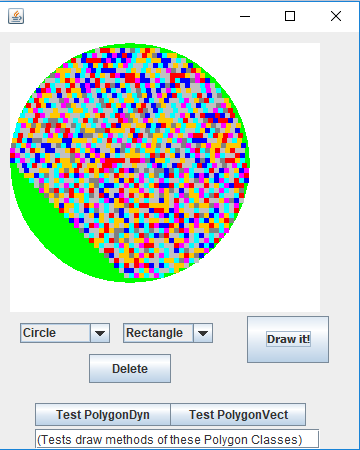 Circle
Rectangle
Draw it!
Delete
Test PolygonDyn
Test PolygonVect
(Tests draw methods of these Polygon Classes)